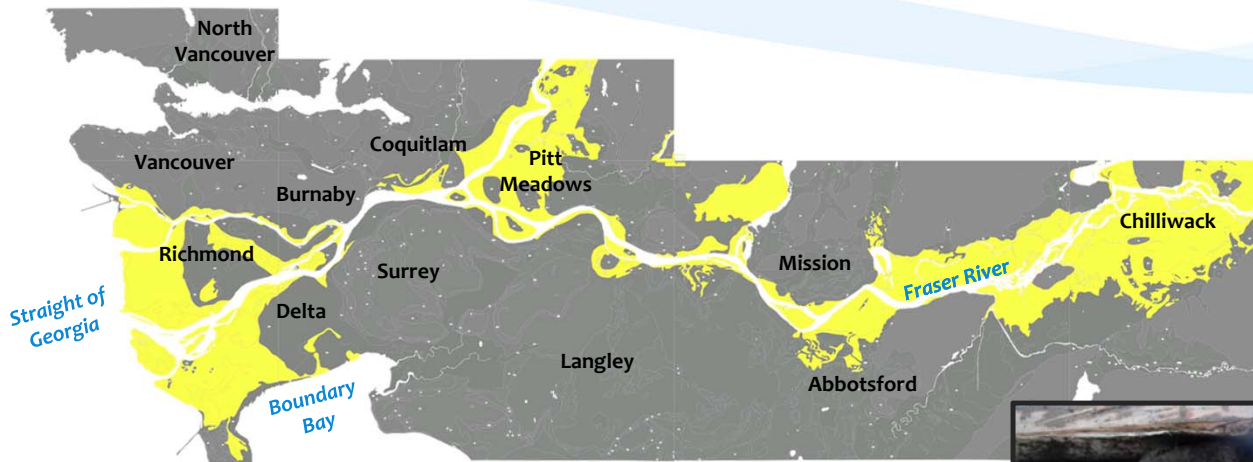 North
Vancouver
Vancouver
Coquitlam
Burnaby
Pitt
Meadows
Richmond
Surrey
Delta
Mission
Fraser River
Chilliwack
Straight of
Georgia
Langley
Abbotsford
Boundary
Bay